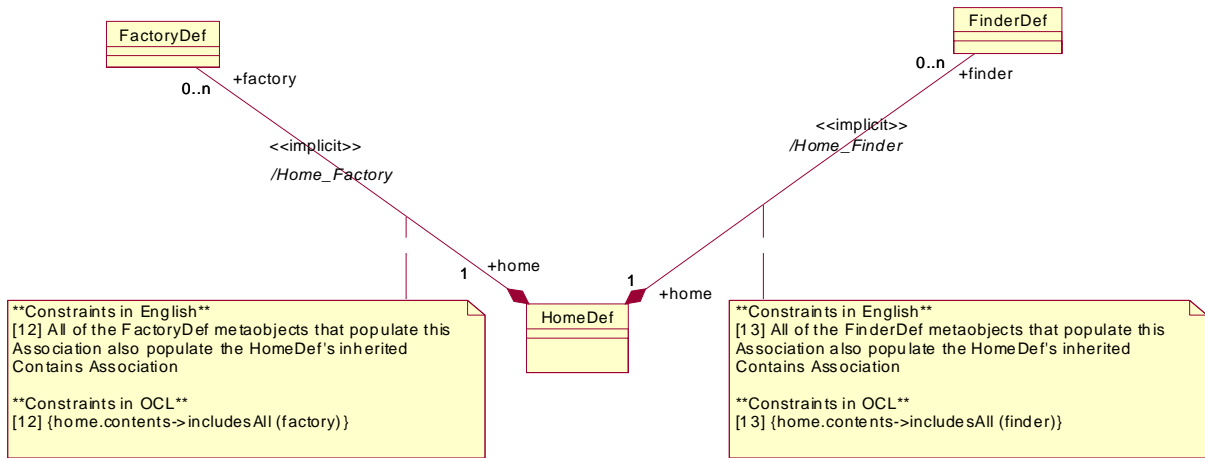 FactoryDef
FinderDef
0..n
+factory
0..n
+finder
<<implicit>>
/Home_Factory
<<implicit>>
/Home_Finder
1
+home
1
+home
HomeDef
**Constraints in English**
[12] All of the FactoryDef metaobjects that populate this
Association also populate the HomeDef's inherited
Contains Association
**Constraints in OCL**
[12] {home.contents->includesAll (factory)}
**Constraints in English**
[13] All of the FinderDef metaobjects that populate this
Association also populate the HomeDef's inherited
Contains Association
**Constraints in OCL**
[13] {home.contents->includesAll (finder)}